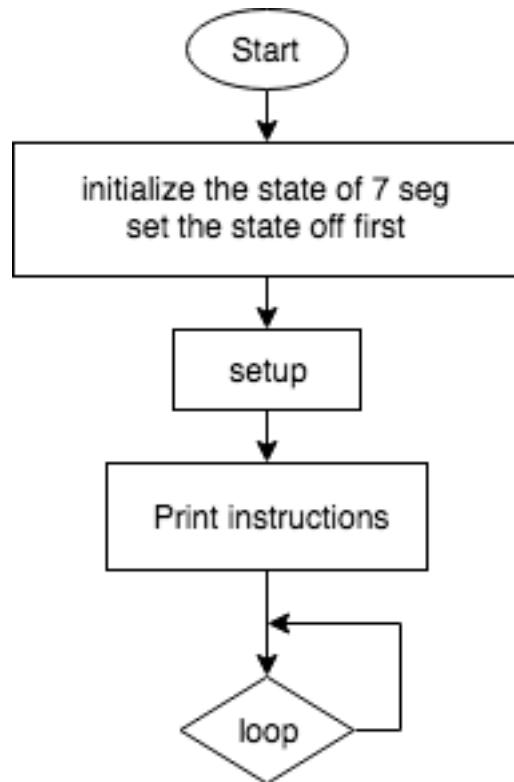 Start
initialize the state of 7 seg
set the state off first
setup
Print instructions
loop